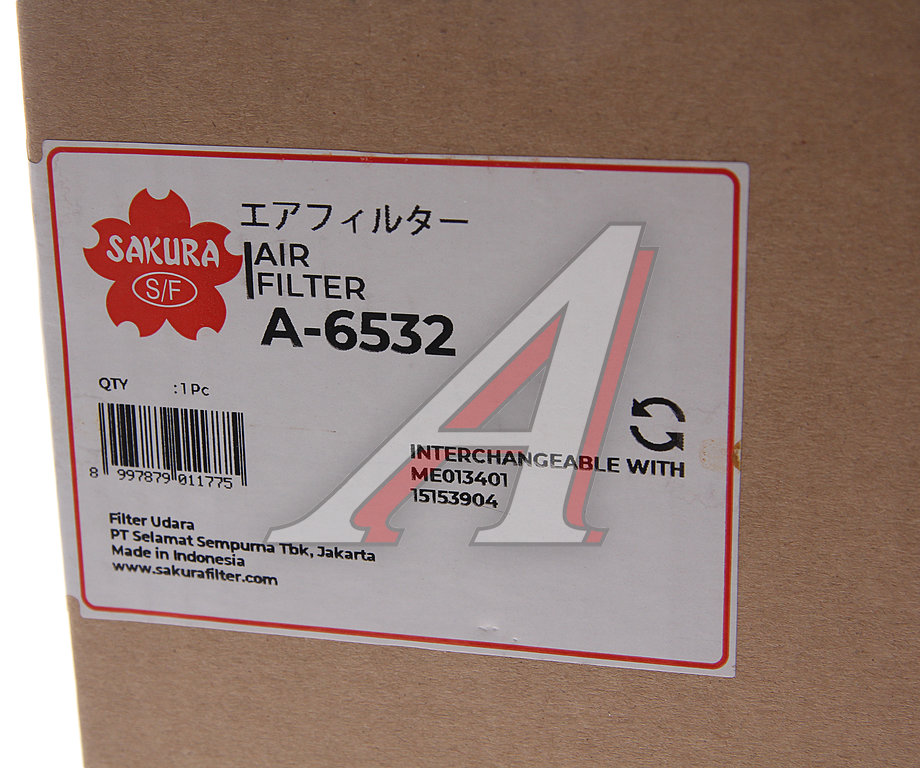 SAKURA
S/F
エアフィルター
AIR
FILTER
A-6532
QTY : 1 Pc
8 997879 011775
INTERCHANGEABLE WITH
ME013401
15153904
Filter Udara
PT Selamat Sempurna Tbk, Jakarta
Made in Indonesia
www.sakurafilter.com